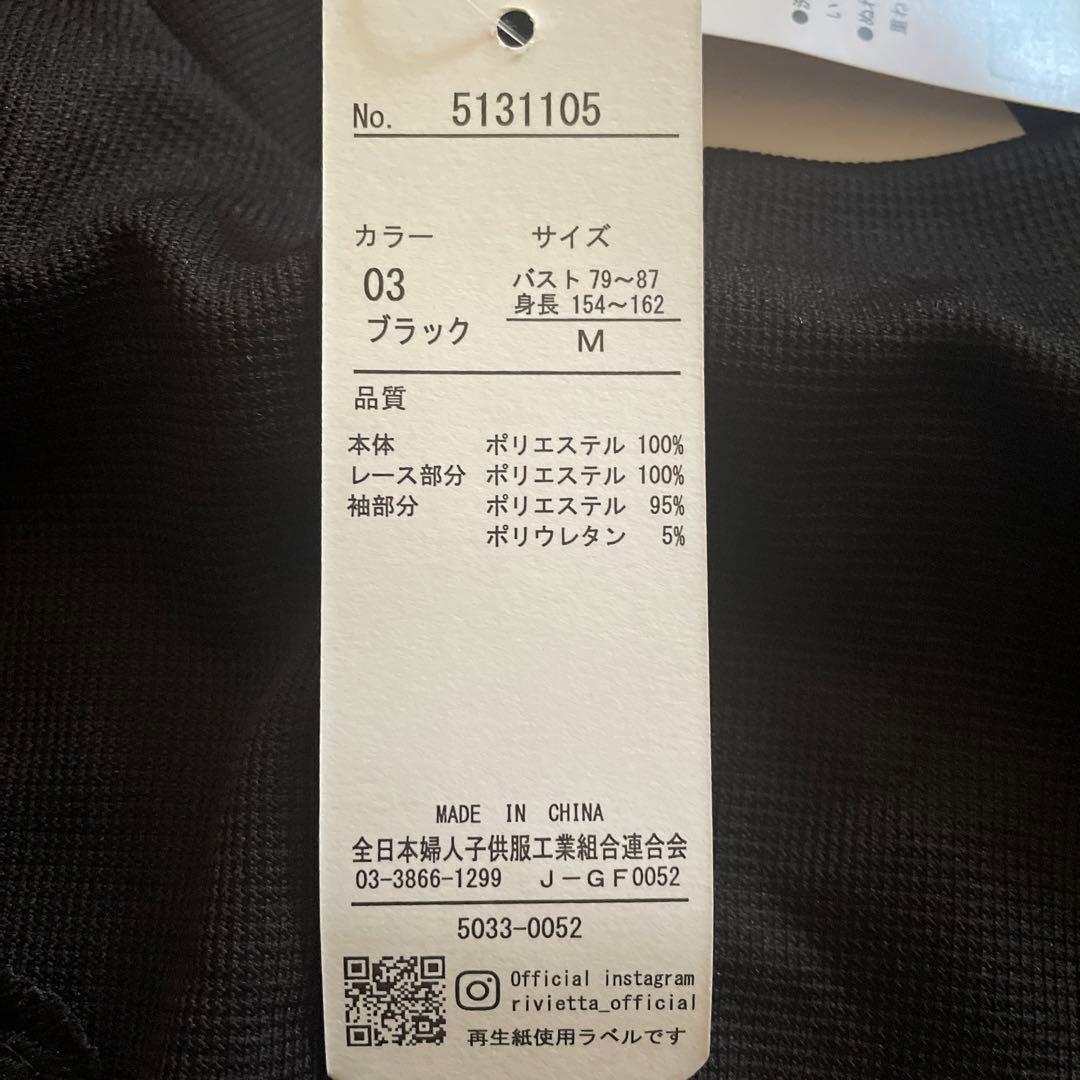 No. 5131105
カラー サイズ
03 バスト 79～87
身長 154～162
ブラック M
品質
本体 ポリエステル 100%
レース部分 ポリエステル 100%
袖部分 ポリエステル 95%
ポリウレタン 5%
MADE IN CHINA
全日本婦人子供服工業組合連合会
03-3866-1299 J-GF0052
5033-0052
Official instagram
rivietta_official
再生紙使用ラベルです